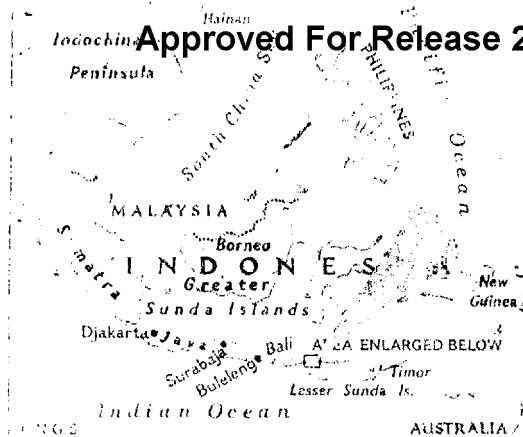 Hainan
Indochina Approved For Release 2
Peninsula
PHILIPPINES
Pacific
South China S
Ocean
MALAYSIA
Borneo
Sumatra
INDONESIA
Greater
New
Guinea
Sunda Islands
Djakarta Java
Surabaja Bali AREA ENLARGED BELOW
Buleleng
Timor
Lesser Sunda Is.
Indian Ocean
AUSTRALIA